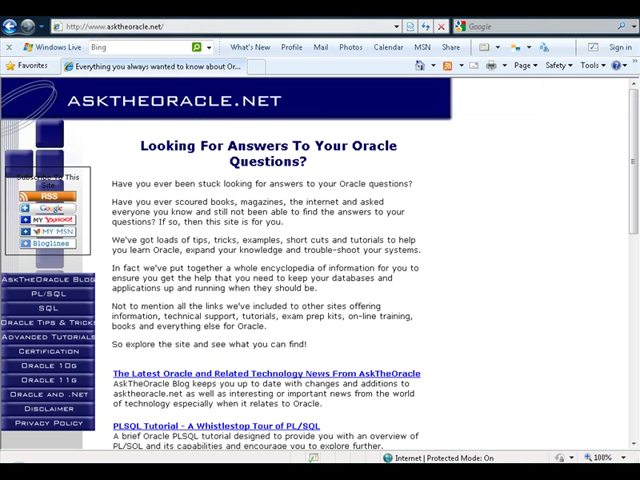 http://www.asktheoracle.net/
Google
Windows Live
Bing
What's New
Profile
Mail
Photos
Calendar
MSN
Share
Sign in
Favorites
Everything you always wanted to know about Or...
Page
Safety
Tools
ASKTHEORACLE.NET
Subscribe To This
Site
RSS
Google
MY YAHOO!
MY MSN
Bloglines
AskTheOracle Blog
PL/SQL
SQL
Oracle Tips & Tricks
Advanced Tutorials
Certification
Oracle 10g
Oracle 11g
Oracle and .Net
Disclaimer
Privacy Policy
Looking For Answers To Your Oracle
Questions?
Have you ever been stuck looking for answers to your Oracle questions?
Have you ever scoured books, magazines, the internet and asked
everyone you know and still not been able to find the answers to your
questions? If so, then this site is for you.
We've got loads of tips, tricks, examples, short cuts and tutorials to help
you learn Oracle, expand your knowledge and trouble-shoot your systems.
In fact we've put together a whole encyclopedia of information for you to
ensure you get the help that you need to keep your databases and
applications up and running when they should be.
Not to mention all the links we've included to other sites offering
information, technical support, tutorials, exam prep kits, on-line training,
books and everything else for Oracle.
So explore the site and see what you can find!
The Latest Oracle and Related Technology News From AskTheOracle
AskTheOracle Blog keeps you up to date with changes and additions to
asktheoracle.net as well as interesting or important news from the world
of technology especially when it relates to Oracle.
PLSQL Tutorial - A Whistlestop Tour of PL/SQL
A brief Oracle PLSQL tutorial designed to provide you with an overview of
PL/SQL and its capabilities and encourage you to explore further.
Internet | Protected Mode: On
100%